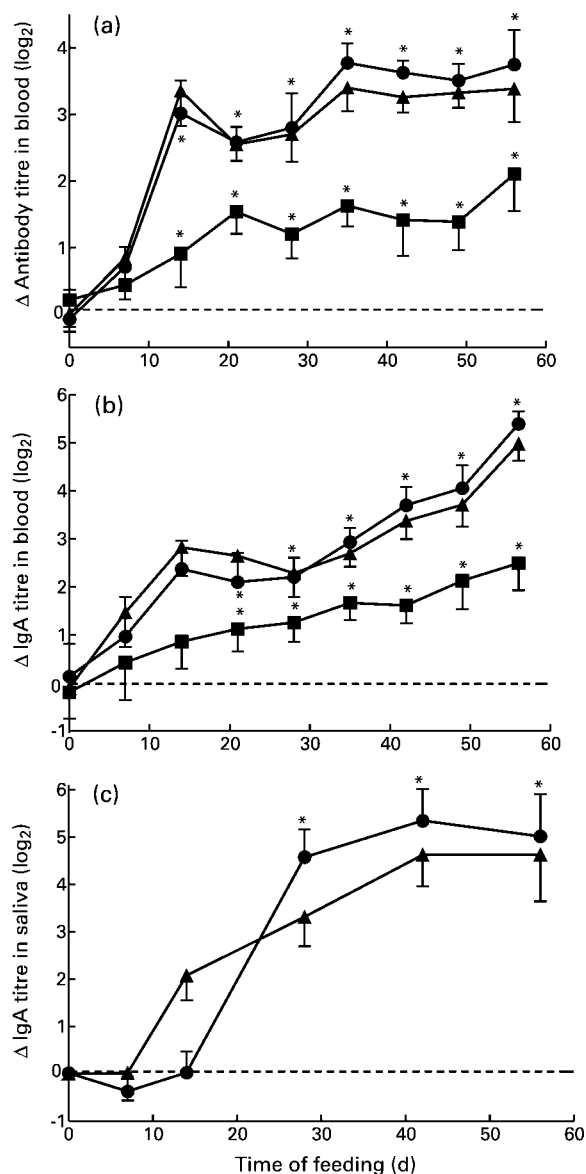 (a)
Δ Antibody titre in blood (log₂)
4
3
2
1
0
* * * * * * *
* * * * * * *
0 10 20 30 40 50 60
(b)
Δ IgA titre in blood (log₂)
6
5
4
3
2
1
0
-1
* * * * * *
* * * * * *
0 10 20 30 40 50 60
(c)
Δ IgA titre in saliva (log₂)
6
5
4
3
2
1
0
-1
* * *
0 10 20 30 40 50 60
Time of feeding (d)